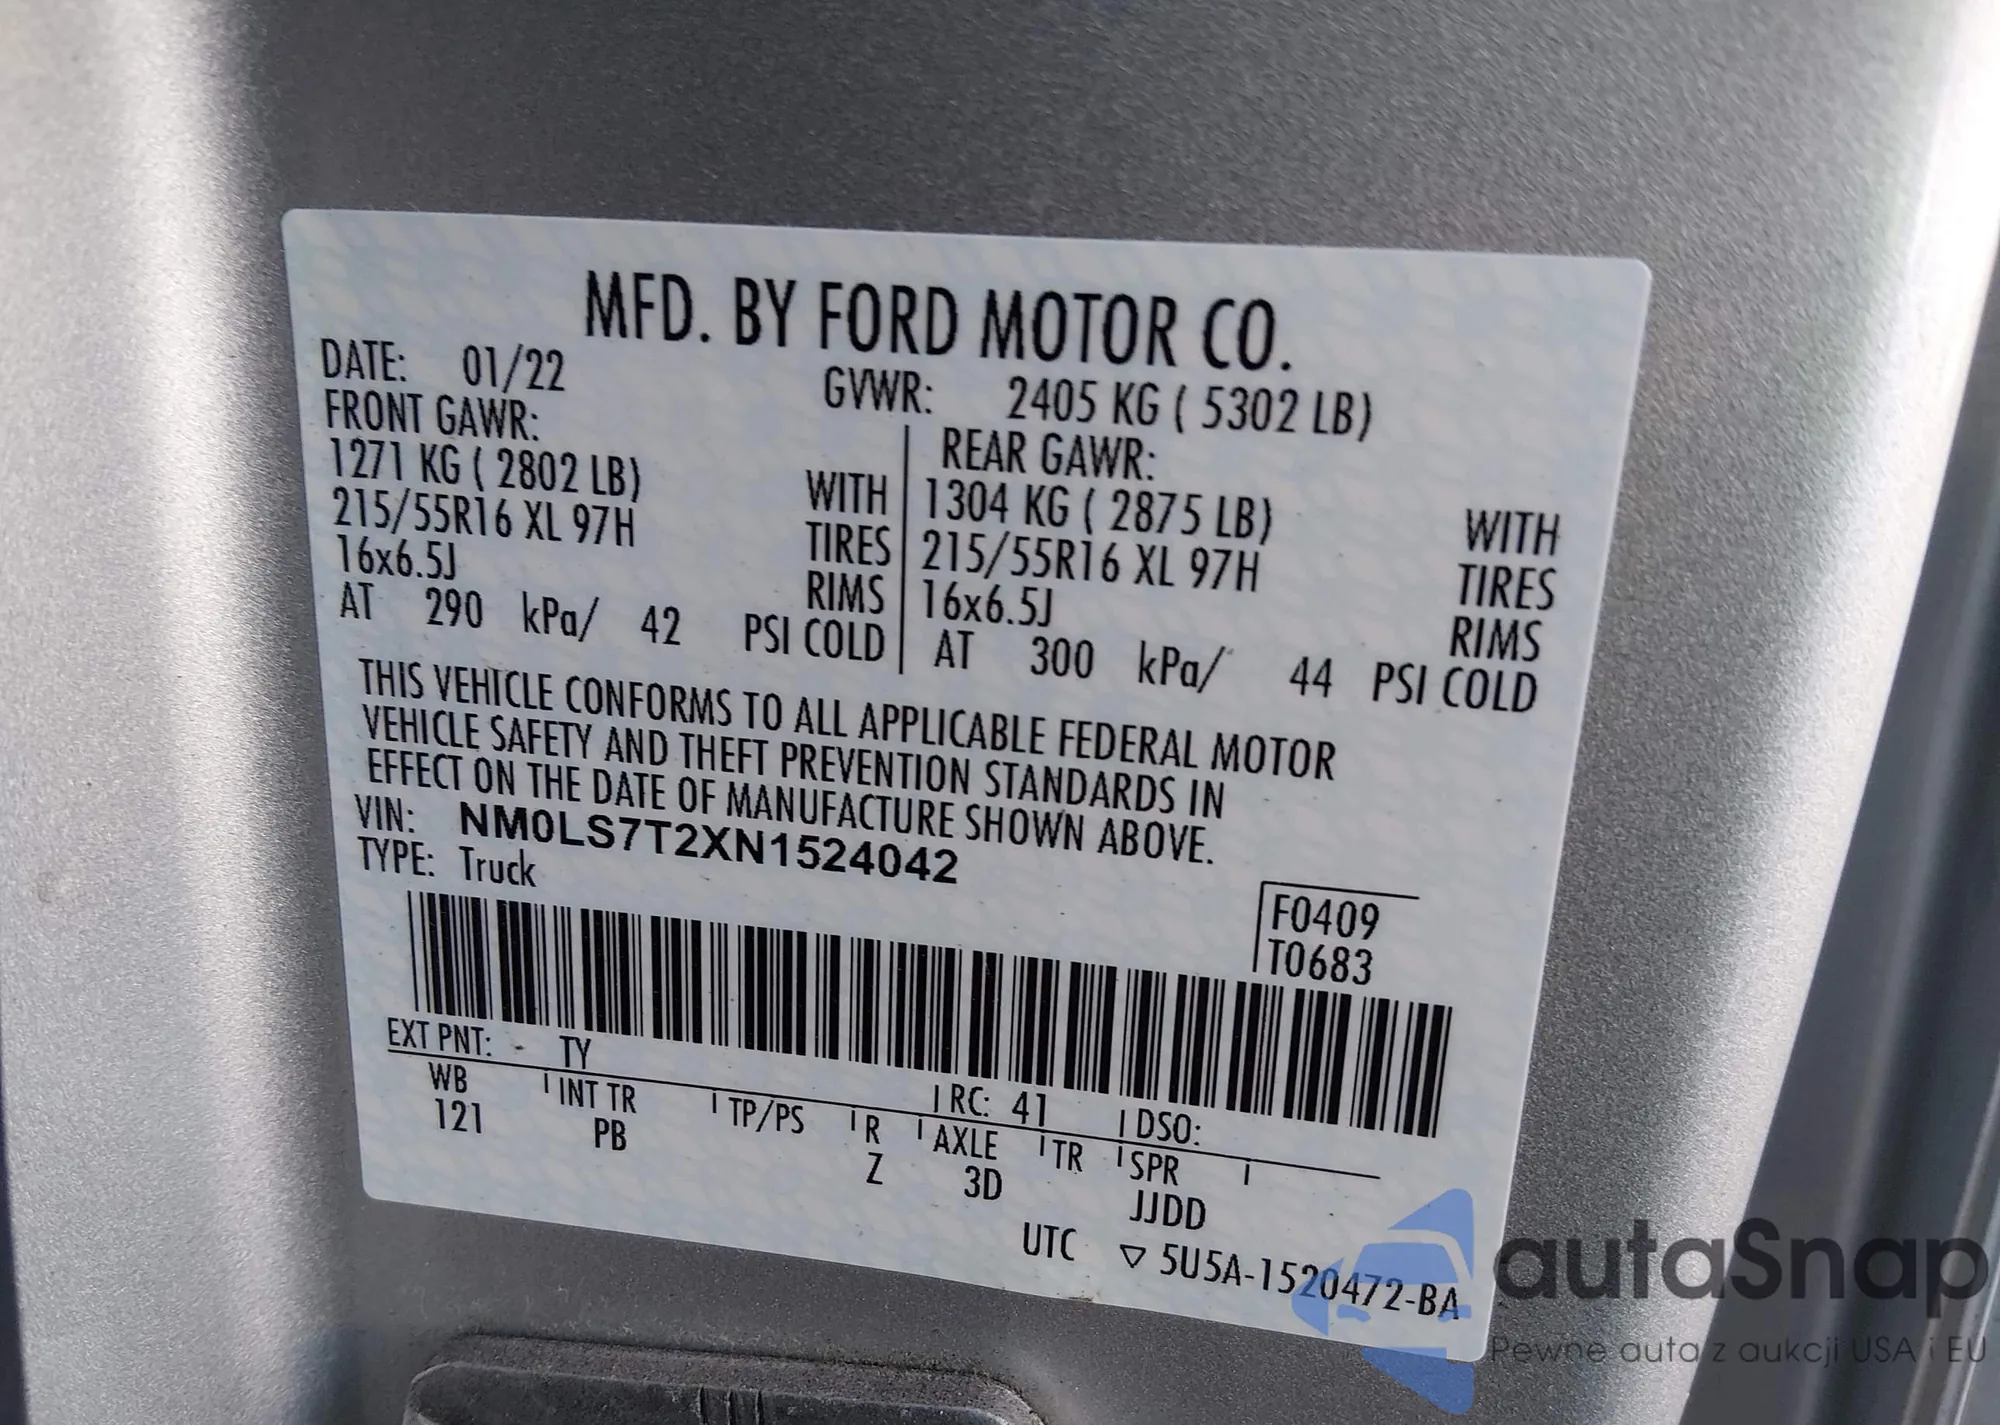 MFD. BY FORD MOTOR CO.
DATE: 01/22 GVWR: 2405 KG ( 5302 LB)
FRONT GAWR: REAR GAWR:
1271 KG ( 2802 LB) WITH 1304 KG ( 2875 LB) WITH
215/55R16 XL 97H TIRES 215/55R16 XL 97H TIRES
16x6.5J RIMS 16x6.5J RIMS
AT 290 kPa/ 42 PSI COLD AT 300 kPa/ 44 PSI COLD
THIS VEHICLE CONFORMS TO ALL APPLICABLE FEDERAL MOTOR
VEHICLE SAFETY AND THEFT PREVENTION STANDARDS IN
EFFECT ON THE DATE OF MANUFACTURE SHOWN ABOVE.
VIN: NM0LS7T2XN1524042
TYPE: Truck
F0409
T0683
EXT PNT: - TY RC: 41 DSO:
WB INT TR TP/PS R AXLE TR SPR
121 PB Z 3D JJDD
UTC ▽ 5U5A-1520472-BA
autaSnap
Pewne auta z aukcji USA i EU